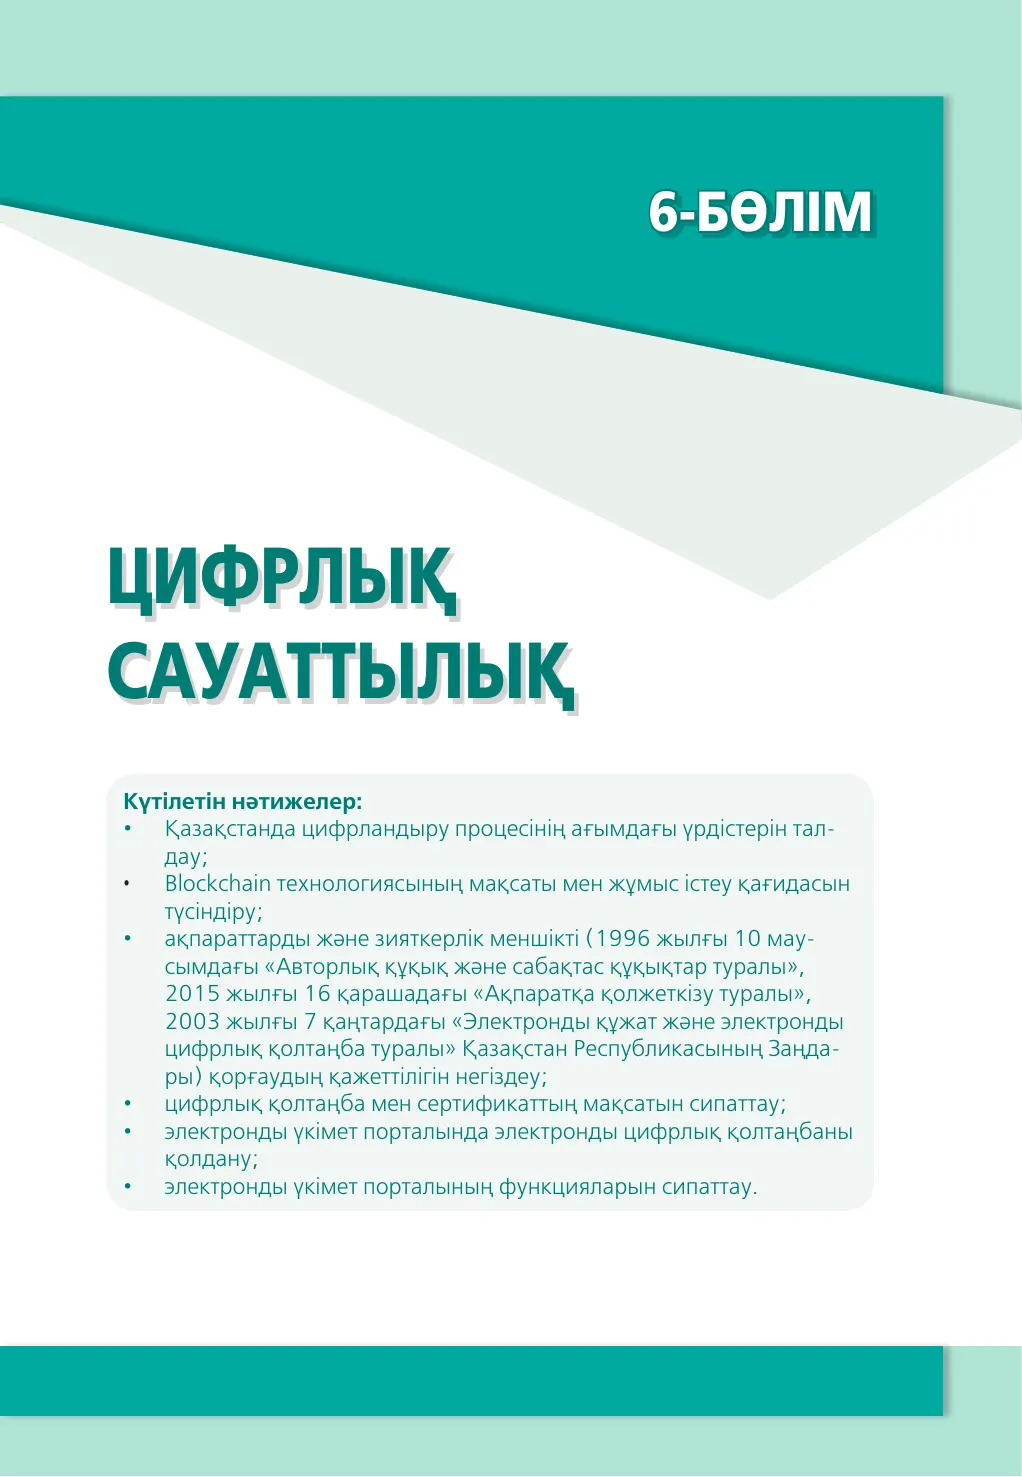 6-БӨЛІМ
ЦИФРЛЫҚ
САУАТТЫЛЫҚ
Күтілетін нәтижелер:
• Қазақстанда цифрландыру процесінің ағымдағы үрдістерін тал-
дау;
• Blockchain технологиясының мақсаты мен жұмыс істеу қағидасын
түсіндіру;
• ақпараттарды және зияткерлік меншікті (1996 жылғы 10 мау-
сымдағы «Авторлық құқық және сабақтас құқықтар туралы»,
2015 жылғы 16 қарашадағы «Ақпаратқа қолжеткізу туралы»,
2003 жылғы 7 қаңтардағы «Электронды құжат және электронды
цифрлық қолтаңба туралы» Қазақстан Республикасының Заңда-
ры) қорғаудың қажеттілігін негіздеу;
• цифрлық қолтаңба мен сертификаттың мақсатын сипаттау;
• электронды үкімет порталында электронды цифрлық қолтаңбаны
қолдану;
• электронды үкімет порталының функцияларын сипаттау.